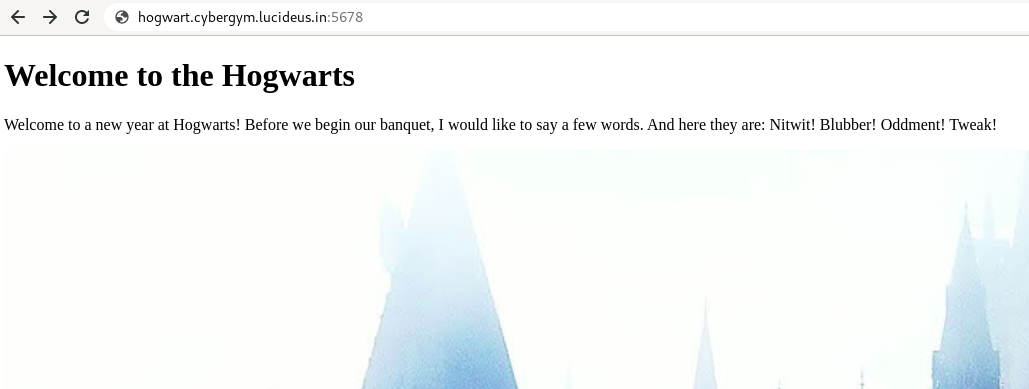 hogwart.cybergym.lucideus.in:5678
Welcome to the Hogwarts
Welcome to a new year at Hogwarts! Before we begin our banquet, I would like to say a few words. And here they are: Nitwit! Blubber! Oddment! Tweak!